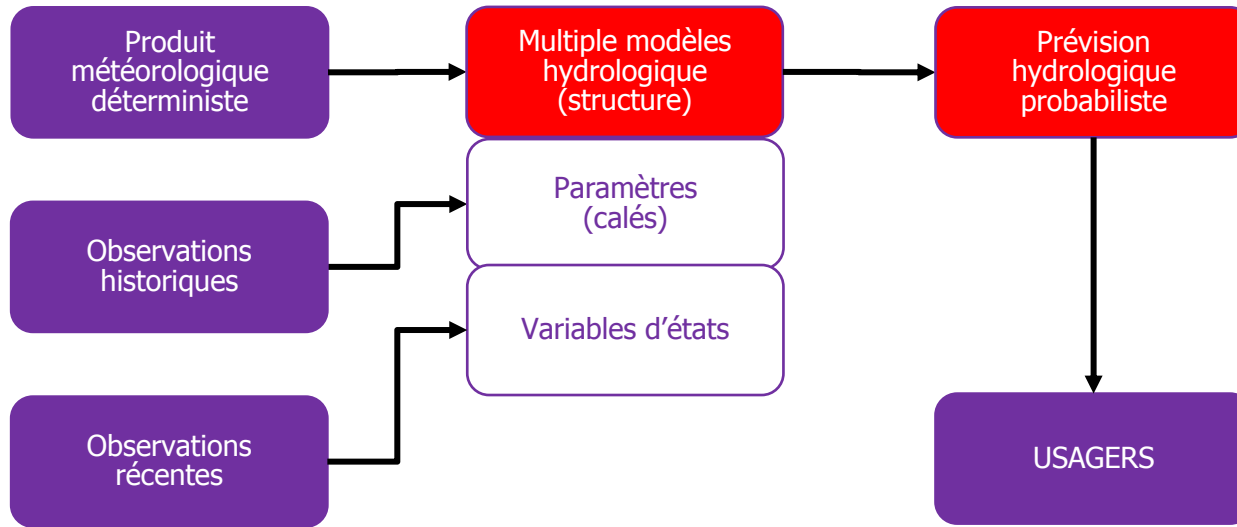 Produit
météorologique
déterministe
Multiple modèles
hydrologique
(structure)
Prévision
hydrologique
probabiliste
Paramètres
(calés)
Observations
historiques
Variables d'états
Observations
récentes
USAGERS